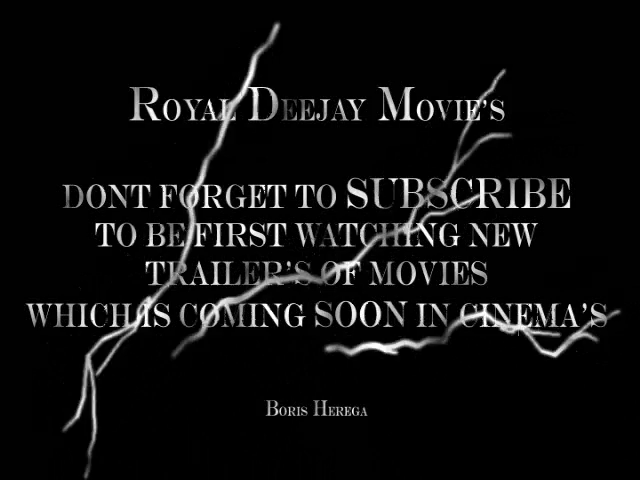 Royal Deejay Movie's
DONT FORGET TO SUBSCRIBE
TO BE FIRST WATCHING NEW
TRAILER'S OF MOVIES
WHICH IS COMING SOON IN CINEMA'S
Boris Herega